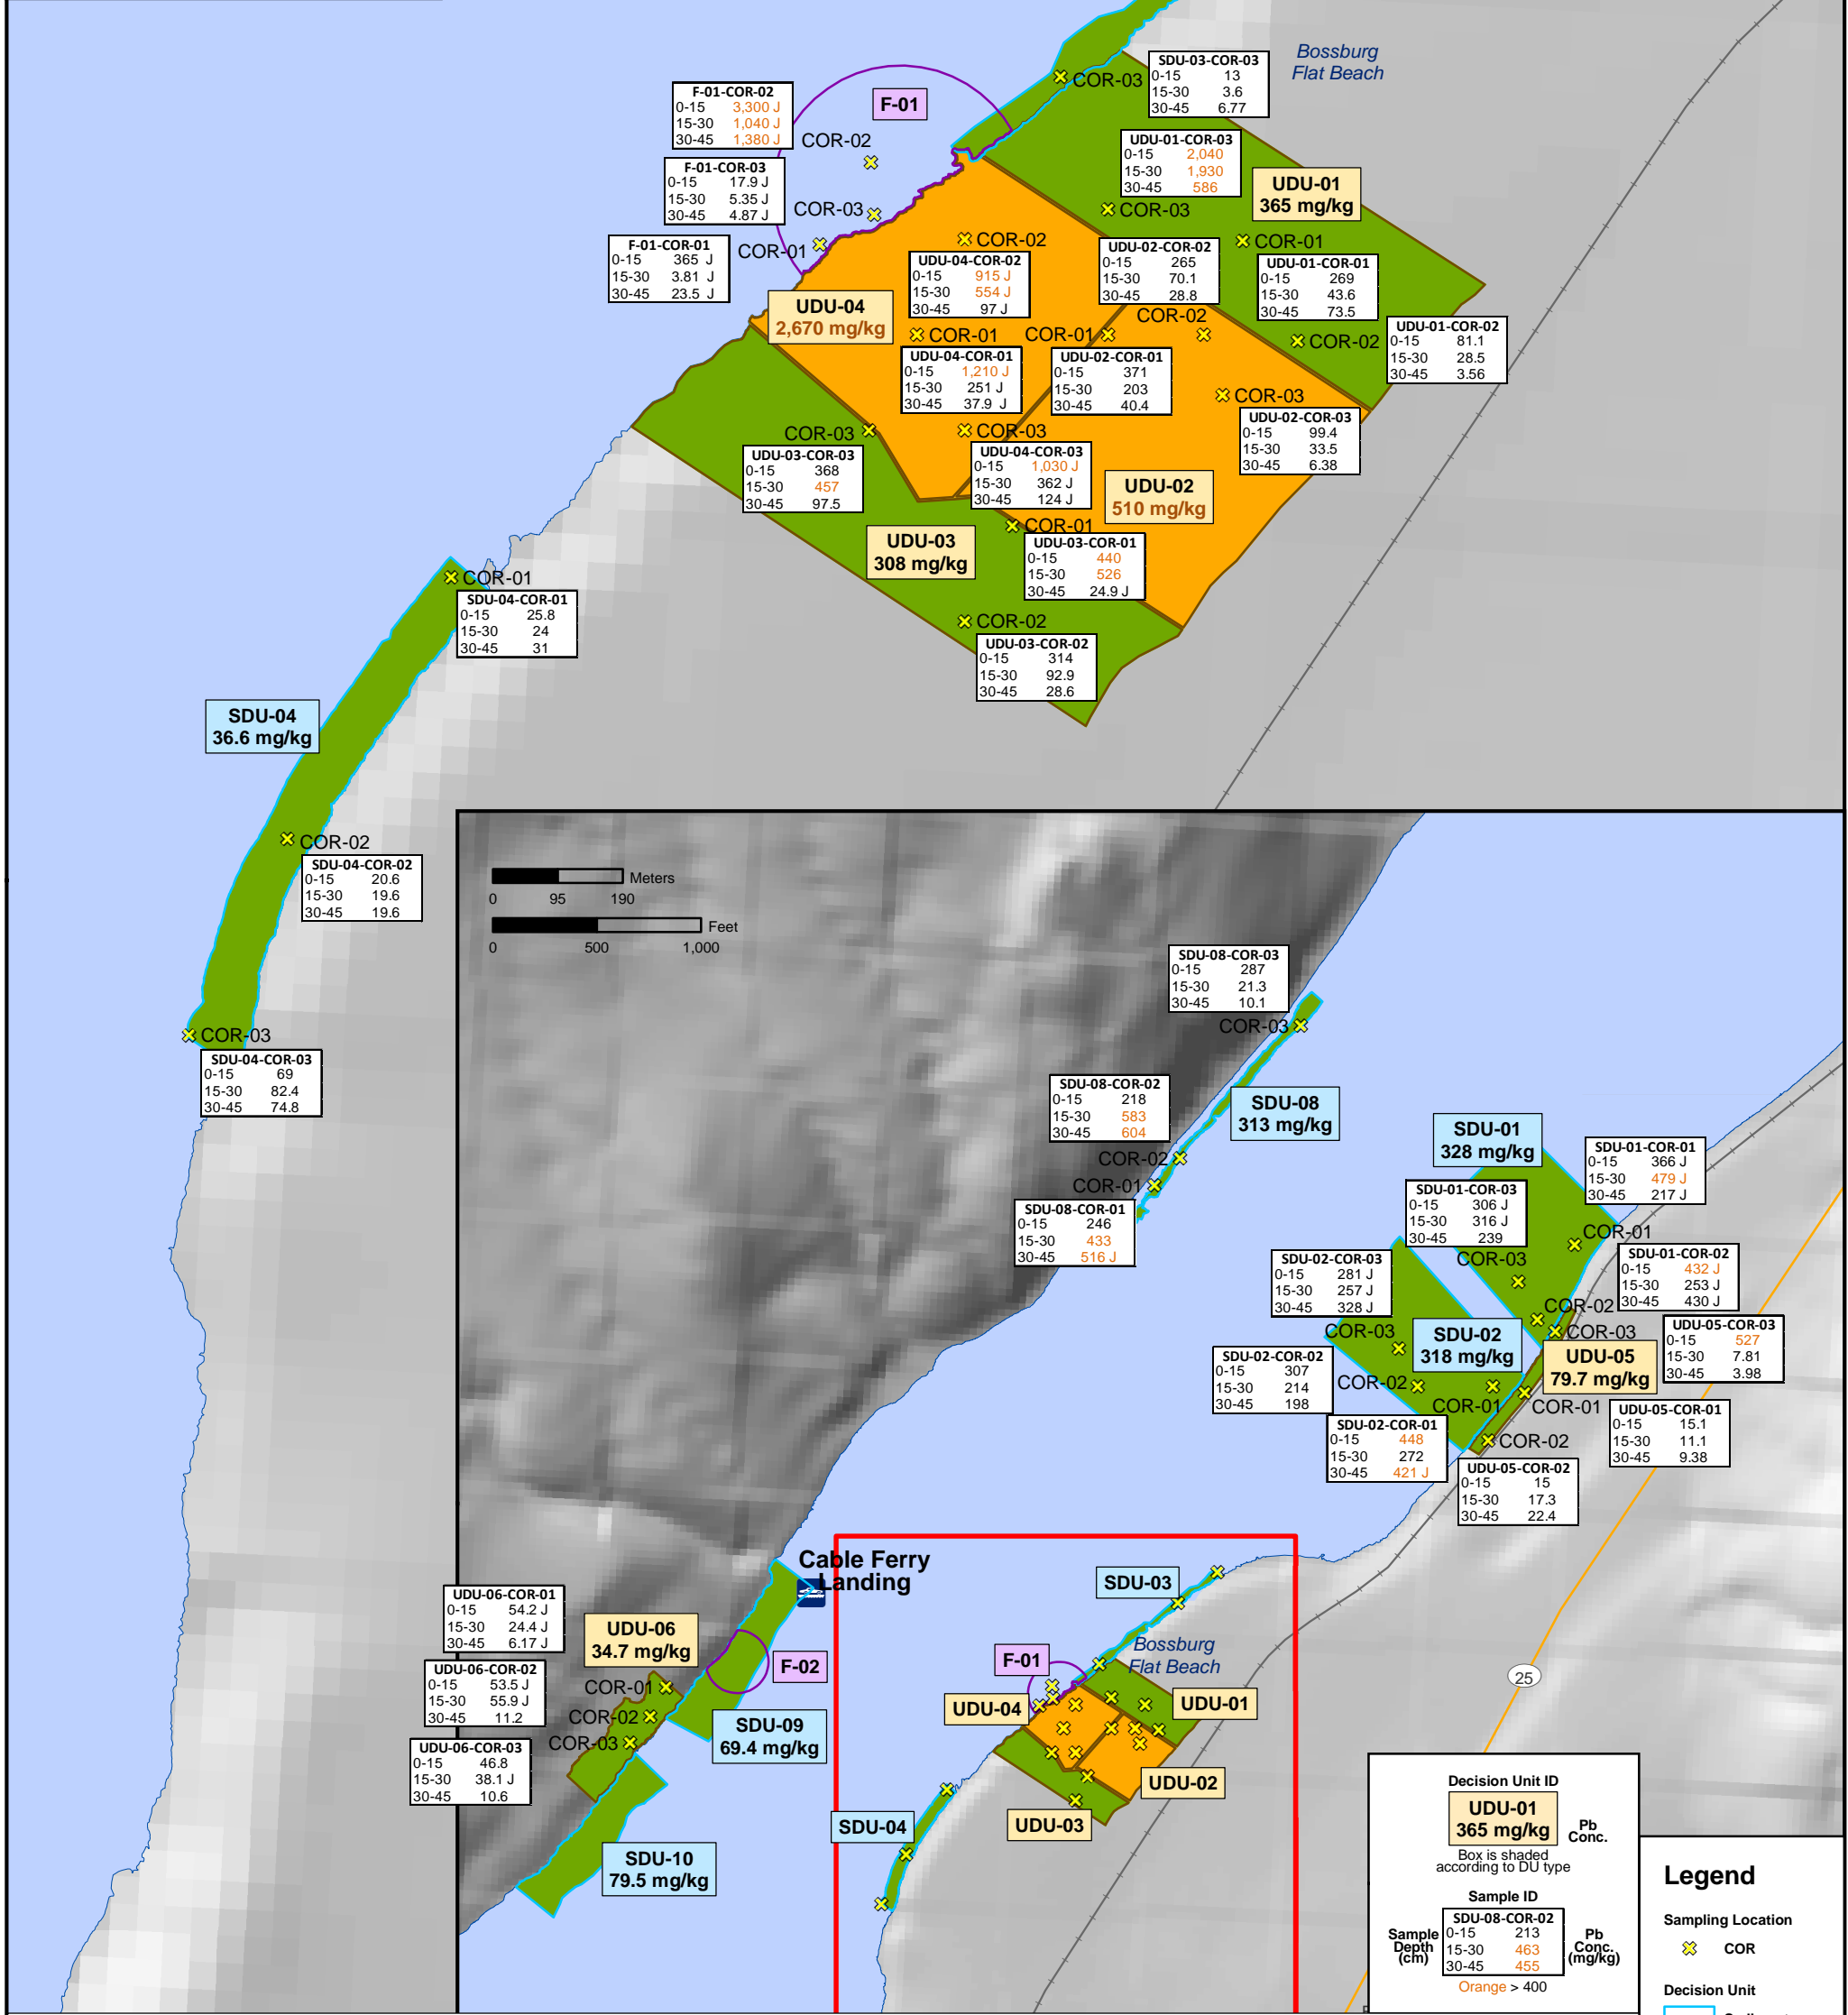 Bossburg
Flat Beach
SDU-03-COR-03
0-15 13
15-30 3.6
30-45 6.77
COR-03
F-01
F-01-COR-02
0-15 3,300 J
15-30 1,040 J
30-45 1,380 J
COR-02
F-01-COR-03
0-15 17.9 J
15-30 5.35 J
30-45 4.87 J
COR-03
F-01-COR-01
0-15 365 J
15-30 3.81 J
30-45 23.5 J
COR-01
UDU-01-COR-03
0-15 2,040
15-30 1,930
30-45 586
COR-03
UDU-01
365 mg/kg
COR-01
UDU-01-COR-01
0-15 269
15-30 43.6
30-45 73.5
COR-02
UDU-04-COR-02
0-15 915 J
15-30 554 J
30-45 97 J
UDU-02-COR-02
0-15 265
15-30 70.1
30-45 28.8
COR-02
UDU-01-COR-02
0-15 81.1
15-30 28.5
30-45 3.56
COR-02
UDU-04
2,670 mg/kg
COR-01
UDU-04-COR-01
0-15 1,210 J
15-30 251 J
30-45 37.9 J
COR-01
UDU-02-COR-01
0-15 371
15-30 203
30-45 40.4
COR-03
UDU-02-COR-03
0-15 99.4
15-30 33.5
30-45 6.38
COR-03
UDU-03-COR-03
0-15 368
15-30 457
30-45 97.5
COR-03
UDU-04-COR-03
0-15 1,030 J
15-30 362 J
30-45 124 J
UDU-02
510 mg/kg
UDU-03
308 mg/kg
COR-01
UDU-03-COR-01
0-15 440
15-30 526
30-45 24.9 J
COR-02
UDU-03-COR-02
0-15 314
15-30 92.9
30-45 28.6
COR-01
SDU-04-COR-01
0-15 25.8
15-30 24
30-45 31
SDU-04
36.6 mg/kg
COR-02
SDU-04-COR-02
0-15 20.6
15-30 19.6
30-45 19.6
COR-03
SDU-04-COR-03
0-15 69
15-30 82.4
30-45 74.8
Meters
0 95 190
Feet
0 500 1,000
SDU-08-COR-03
0-15 287
15-30 21.3
30-45 10.1
COR-03
SDU-08-COR-02
0-15 218
15-30 583
30-45 604
COR-02
SDU-08
313 mg/kg
COR-01
SDU-08-COR-01
0-15 246
15-30 433
30-45 516 J
SDU-01
328 mg/kg
SDU-01-COR-01
0-15 366 J
15-30 479 J
30-45 217 J
COR-01
SDU-01-COR-03
0-15 306 J
15-30 316 J
30-45 239
COR-03
SDU-01-COR-02
0-15 432 J
15-30 253 J
30-45 430 J
COR-02
SDU-02-COR-03
0-15 281 J
15-30 257 J
30-45 328 J
COR-03
SDU-02
318 mg/kg
COR-03
UDU-05-COR-03
0-15 527
15-30 7.81
30-45 3.98
UDU-05
79.7 mg/kg
SDU-02-COR-02
0-15 307
15-30 214
30-45 198
COR-02
COR-01
SDU-02-COR-01
0-15 448
15-30 272
30-45 421 J
COR-01
UDU-05-COR-01
0-15 15.1
15-30 11.1
30-45 9.38
COR-02
UDU-05-COR-02
0-15 15
15-30 17.3
30-45 22.4
Cable Ferry
Landing
UDU-06-COR-01
0-15 54.2 J
15-30 24.4 J
30-45 6.17 J
UDU-06
34.7 mg/kg
F-02
COR-01
UDU-06-COR-02
0-15 53.5 J
15-30 55.9 J
30-45 11.2
COR-02
COR-03
UDU-06-COR-03
0-15 46.8
15-30 38.1 J
30-45 10.6
SDU-09
69.4 mg/kg
SDU-10
79.5 mg/kg
SDU-03
Bossburg
Flat Beach
F-01
UDU-04
UDU-01
UDU-02
UDU-03
SDU-04
25
Decision Unit ID
UDU-01
365 mg/kg
Pb
Conc.
Box is shaded
according to DU type
Sample ID
SDU-08-COR-02
0-15 213
15-30 463
30-45 455
Sample
Depth
(cm)
Pb
Conc.
(mg/kg)
Orange > 400
Legend
Sampling Location
COR
Decision Unit